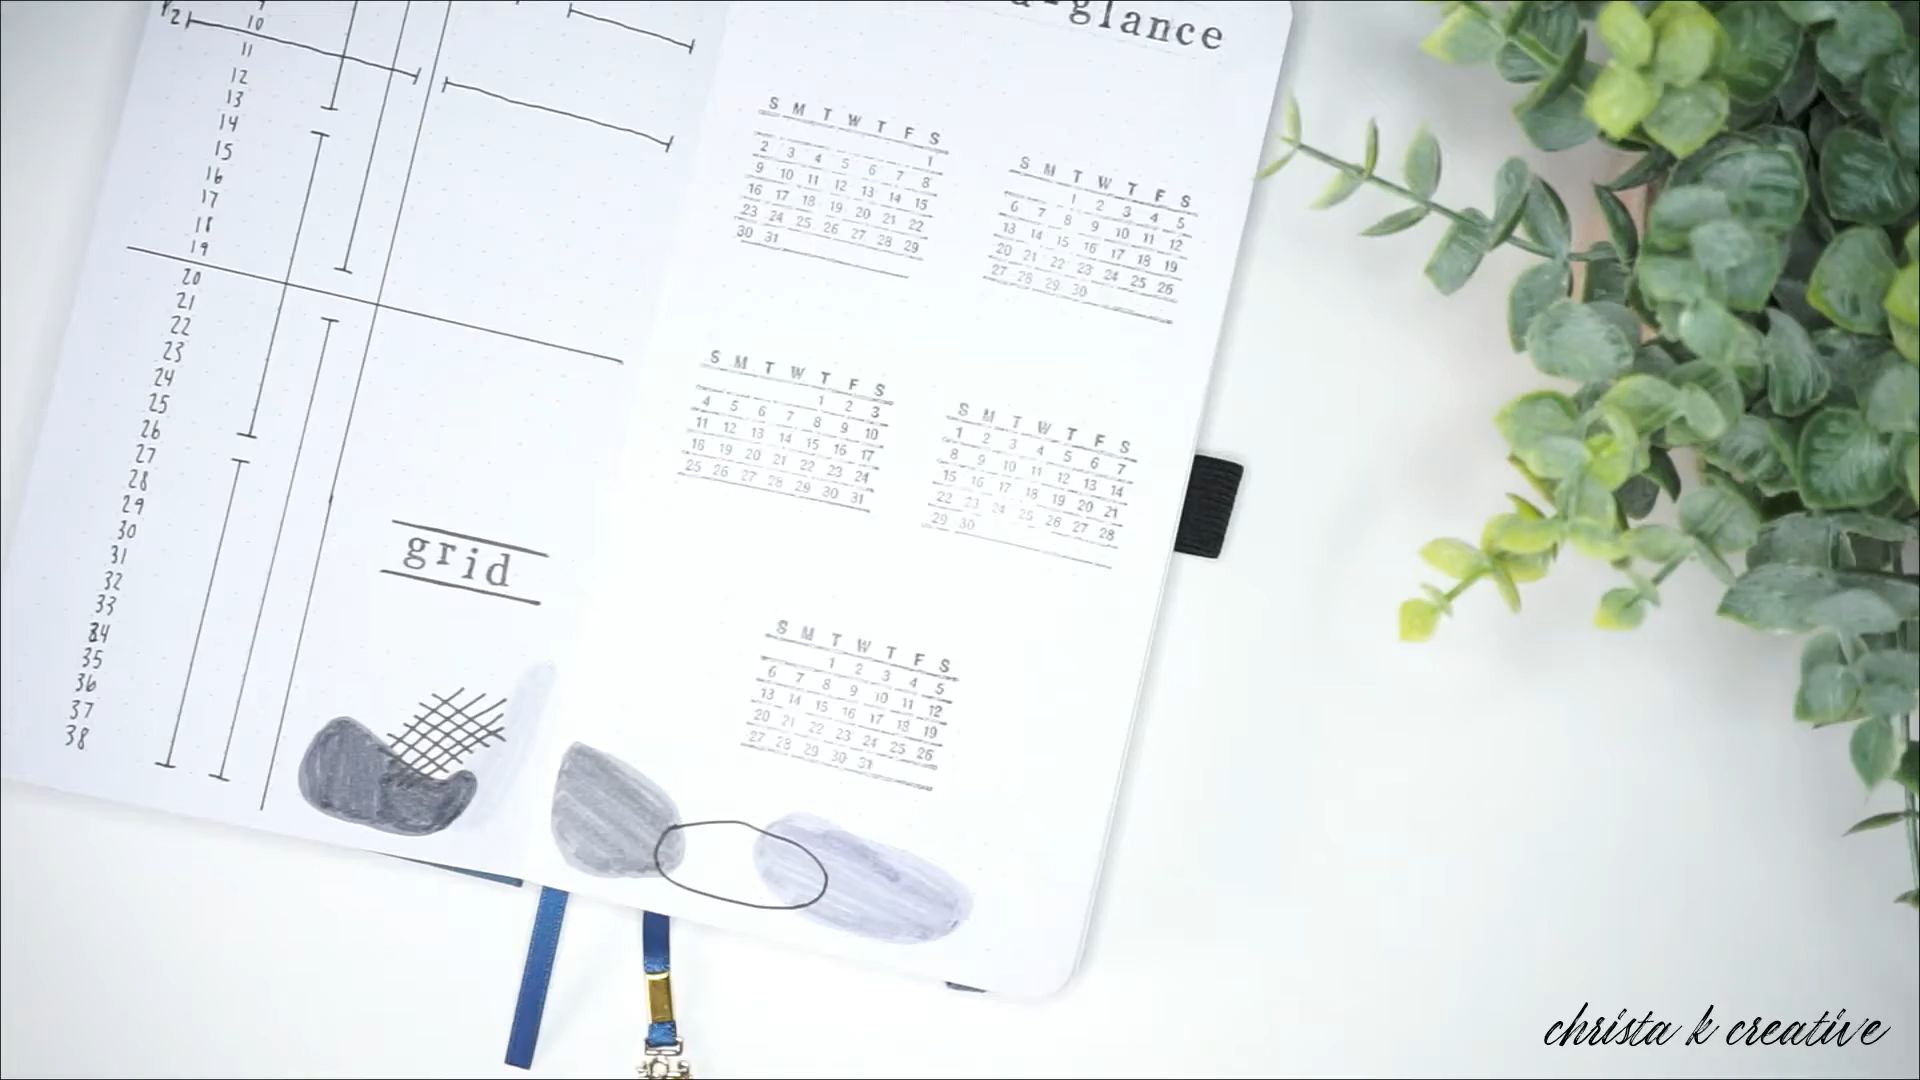 10
11
12
13
14
15
16
17
18
19
20
21
22
23
24
25
26
27
28
29
30
31
32
33
34
35
36
37
38
grid
a-glance
S M T W T F S
1
2 3 4 5 6 7 8
9 10 11 12 13 14 15
16 17 18 19 20 21 22
23 24 25 26 27 28 29
30 31
S M T W T F S
1 2 3 4 5
6 7 8 9 10 11 12
13 14 15 16 17 18 19
20 21 22 23 24 25 26
27 28 29 30
S M T W T F S
1 2 3
4 5 6 7 8 9 10
11 12 13 14 15 16 17
18 19 20 21 22 23 24
25 26 27 28 29 30 31
S M T W T F S
1 2 3 4 5 6 7
8 9 10 11 12 13 14
15 16 17 18 19 20 21
22 23 24 25 26 27 28
29 30
S M T W T F S
1 2 3 4 5
6 7 8 9 10 11 12
13 14 15 16 17 18 19
20 21 22 23 24 25 26
27 28 29 30 31
christa k creative